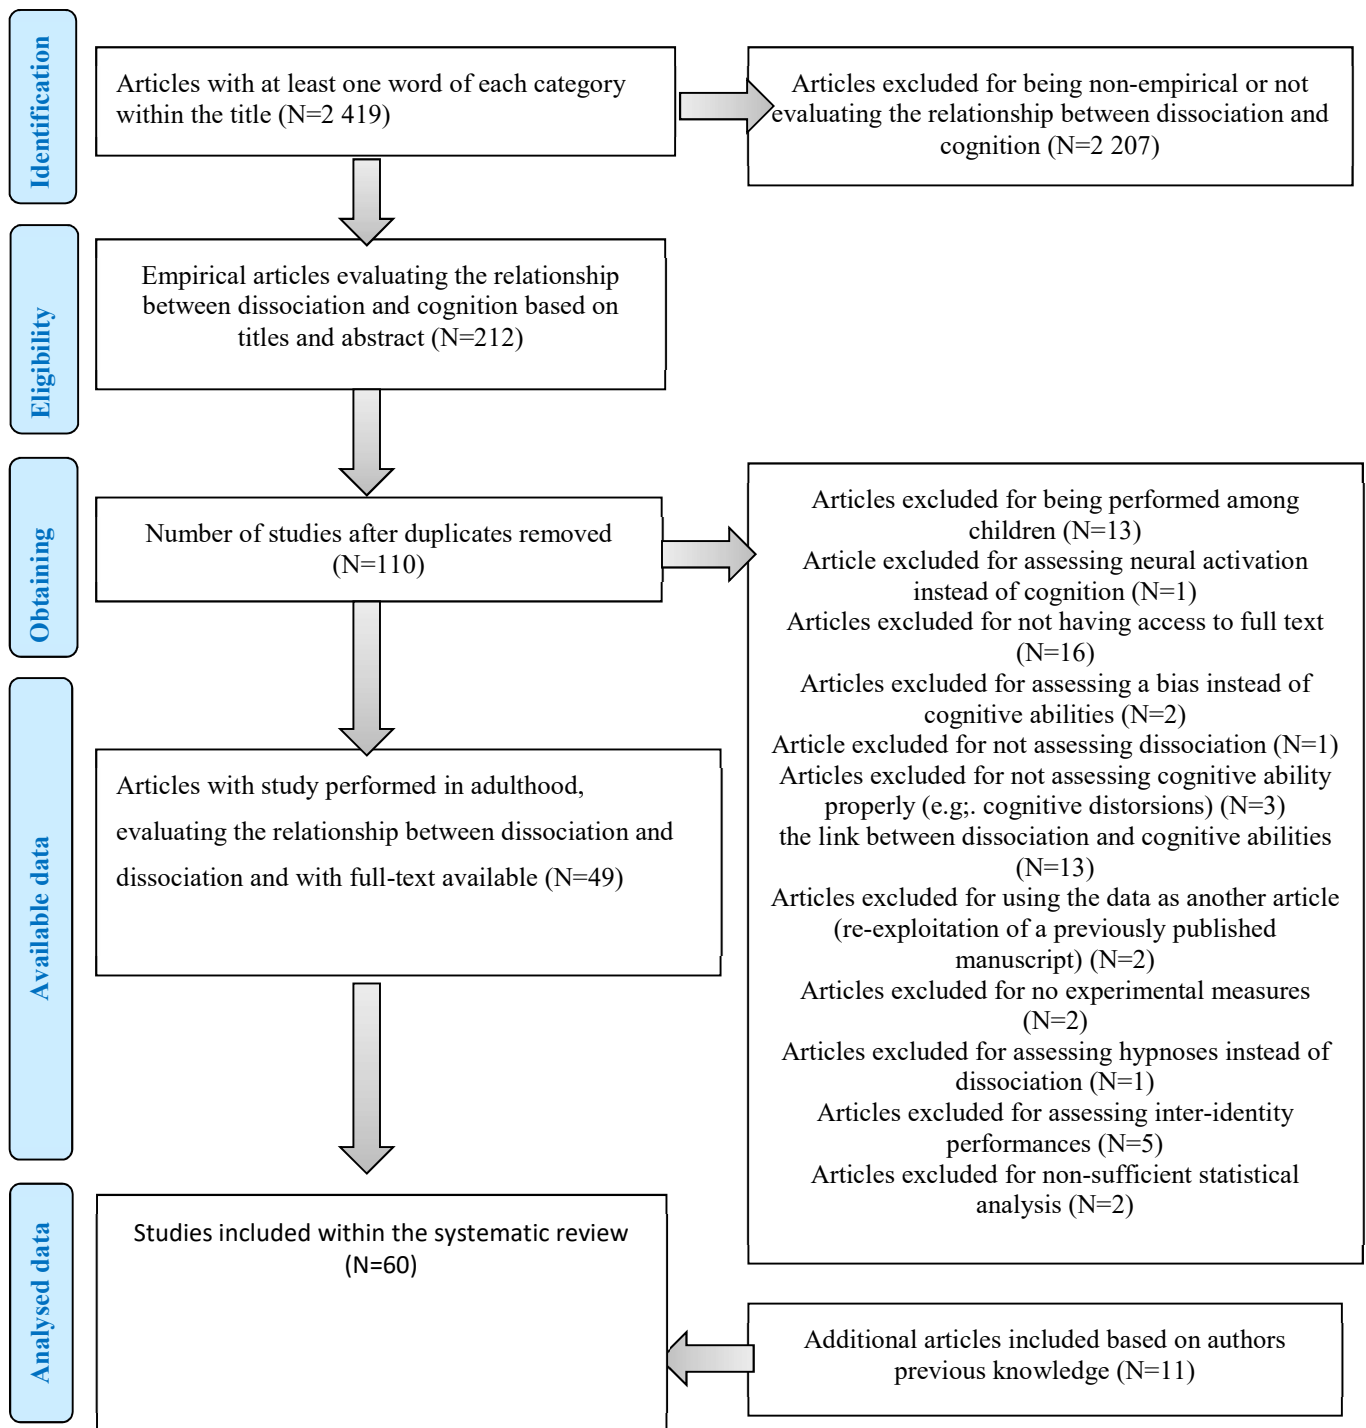 Identification
Articles with at least one word of each category
within the title (N=2 419)
Articles excluded for being non-empirical or not
evaluating the relationship between dissociation and
cognition (N=2 207)
Eligibility
Empirical articles evaluating the relationship
between dissociation and cognition based on
titles and abstract (N=212)
Obtaining
Number of studies after duplicates removed
(N=110)
Articles excluded for being performed among
children (N=13)
Article excluded for assessing neural activation
instead of cognition (N=1)
Articles excluded for not having access to full text
(N=16)
Articles excluded for assessing a bias instead of
cognitive abilities (N=2)
Article excluded for not assessing dissociation (N=1)
Articles excluded for not assessing cognitive ability
properly (e.g;. cognitive distorsions) (N=3)
the link between dissociation and cognitive abilities
(N=13)
Articles excluded for using the data as another article
(re-exploitation of a previously published
manuscript) (N=2)
Articles excluded for no experimental measures
(N=2)
Articles excluded for assessing hypnoses instead of
dissociation (N=1)
Articles excluded for assessing inter-identity
performances (N=5)
Articles excluded for non-sufficient statistical
analysis (N=2)
Available data
Articles with study performed in adulthood,
evaluating the relationship between dissociation and
dissociation and with full-text available (N=49)
Analysed data
Studies included within the systematic review
(N=60)
Additional articles included based on authors
previous knowledge (N=11)